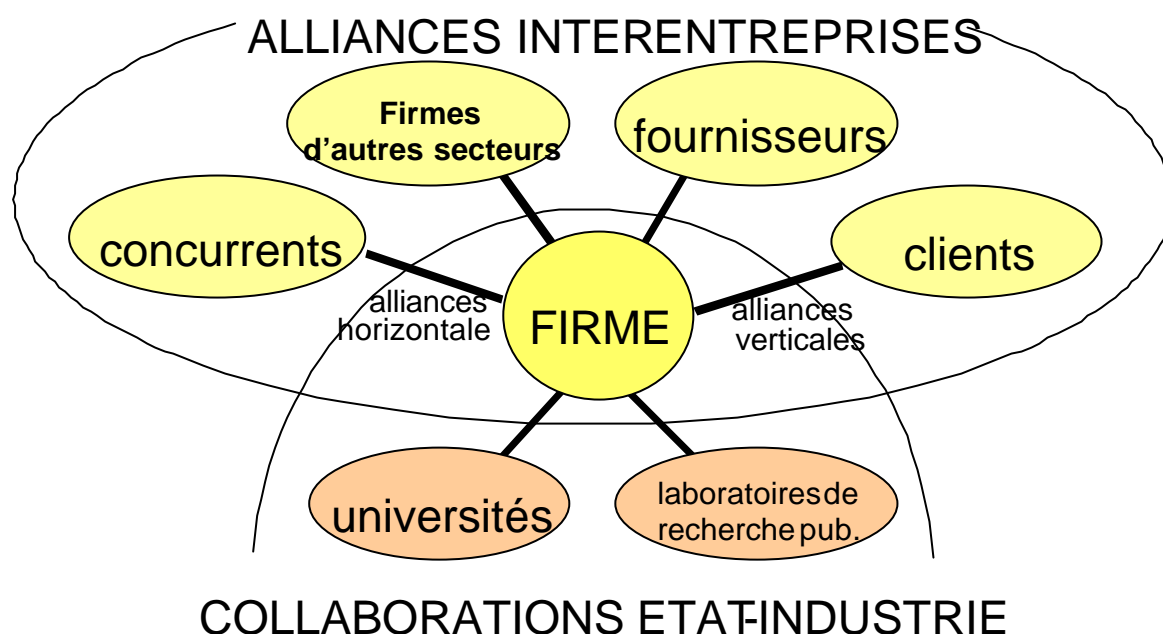 ALLIANCES INTERENTREPRISES
Firmes
d'autres secteurs
fournisseurs
concurrents
clients
alliances
horizontale
FIRME
alliances
verticales
universités
laboratoires de
recherche pub.
COLLABORATIONS ETAT-INDUSTRIE